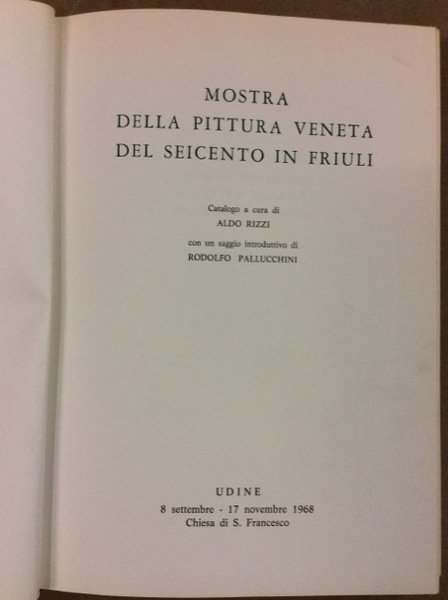 MOSTRA
DELLA PITTURA VENETA
DEL SEICENTO IN FRIULI
Catalogo a cura di
ALDO RIZZI
con un saggio introduttivo di
RODOLFO PALLUCCHINI
UDINE
8 settembre - 17 novembre 1968
Chiesa di S. Francesco